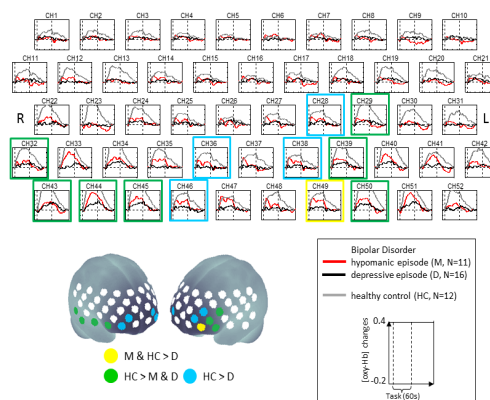 CH1 CH2 CH3 CH4 CH5 CH6 CH7 CH8 CH9 CH10
CH11 CH12 CH13 CH14 CH15 CH16 CH17 CH18 CH19 CH20 CH21
R CH22 CH23 CH24 CH25 CH26 CH27 CH28 CH29 CH30 CH31 L
CH32 CH33 CH34 CH35 CH36 CH37 CH38 CH39 CH40 CH41 CH42
CH43 CH44 CH45 CH46 CH47 CH48 CH49 CH50 CH51 CH52
M & HC > D
HC > M & D
HC > D
Bipolar Disorder
hypomanic episode (M, N=11)
depressive episode (D, N=16)
healthy control (HC, N=12)
[oxy-Hb] changes
0.4
-0.2
Task (60s)